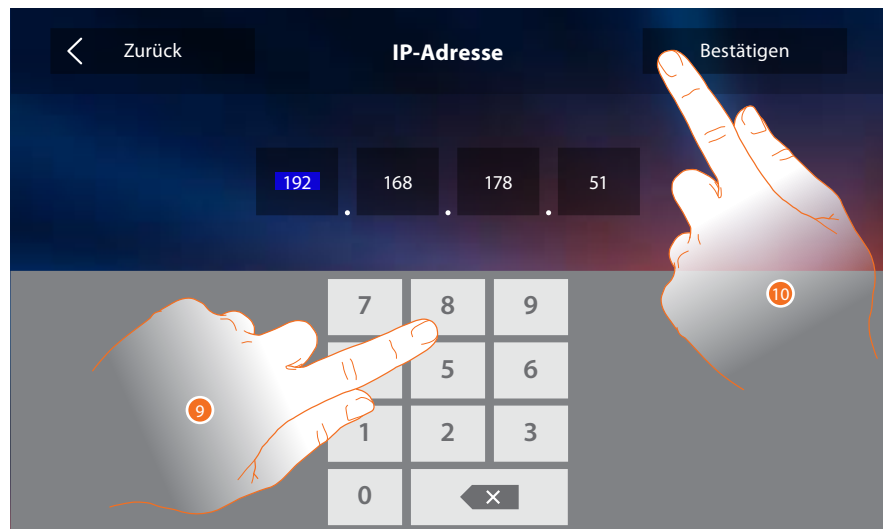 Zurück IP-Adresse Bestätigen
192 . 168 . 178 . 51
7 8 9
5 6
1 2 3
0
9
10